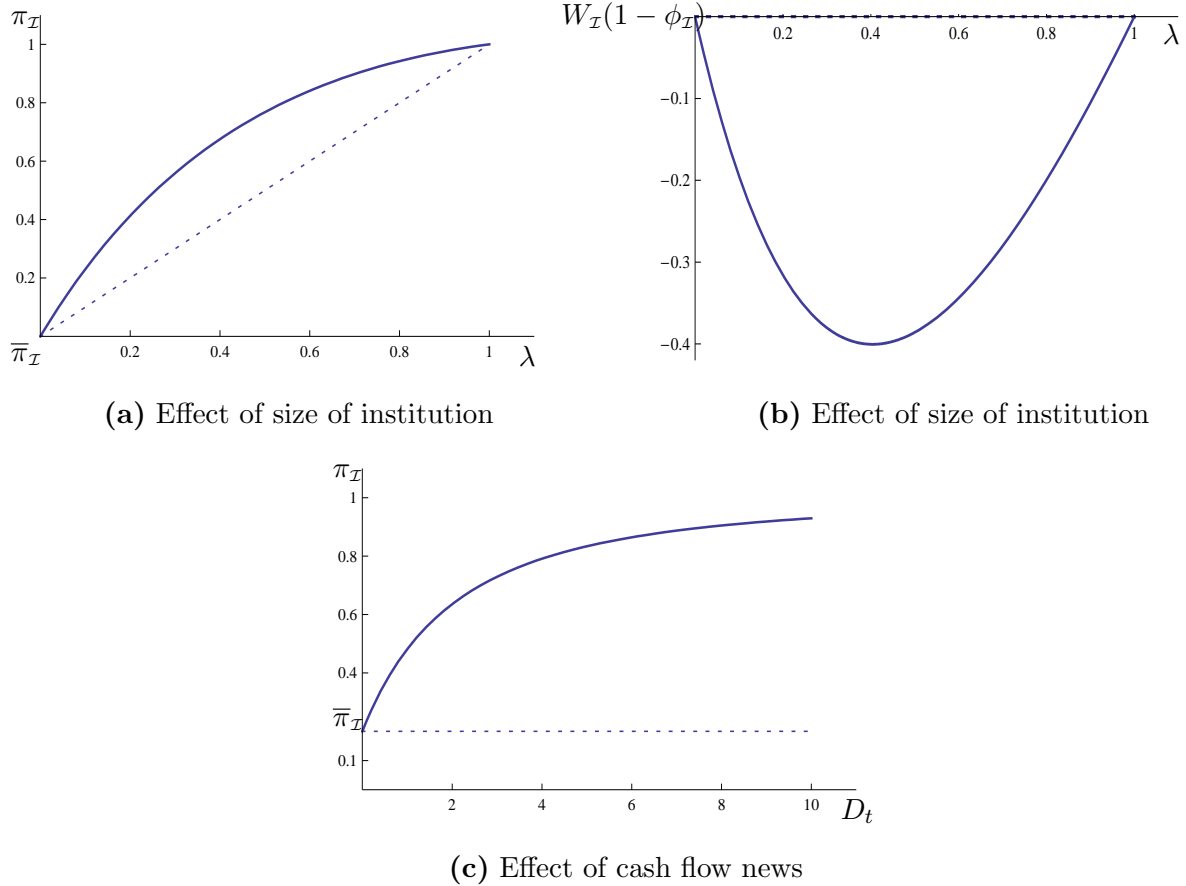 π_ℐ
1
0.8
0.6
0.4
0.2
π̅_ℐ
0.2 0.4 0.6 0.8 1 λ
(a) Effect of size of institution
W_ℐ(1 − ϕ_ℐ)
0.2 0.4 0.6 0.8 1 λ
−0.1
−0.2
−0.3
−0.4
(b) Effect of size of institution
π_ℐ
1
0.8
0.6
0.4
π̅_ℐ
0.1
2 4 6 8 10 D_t
(c) Effect of cash flow news